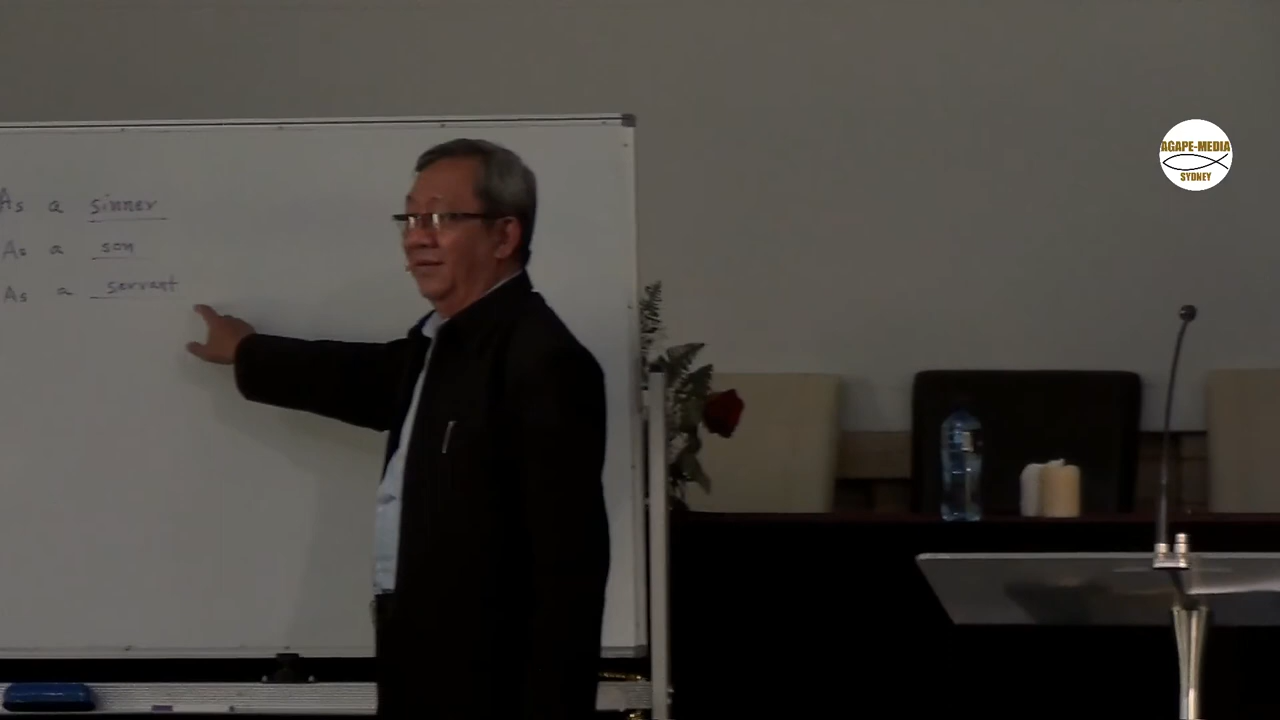 As a sinner
As a son
As a servant
AGAPE-MEDIA
SYDNEY